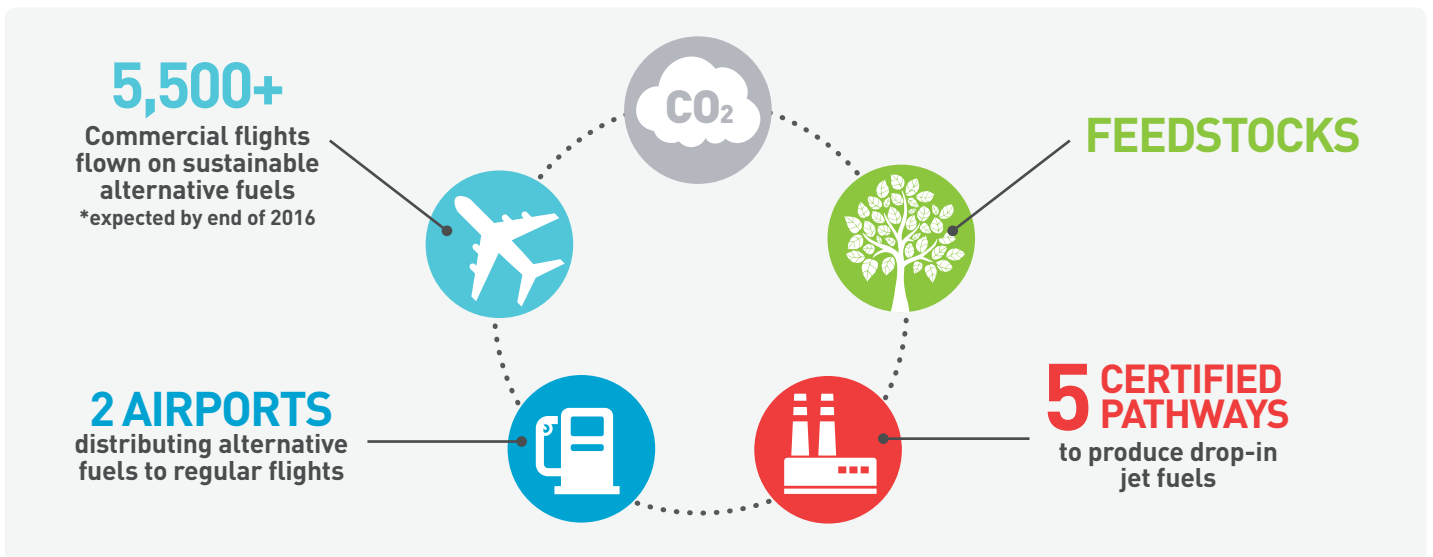 5,500+
Commercial flights
flown on sustainable
alternative fuels
*expected by end of 2016
CO₂
FEEDSTOCKS
2 AIRPORTS
distributing alternative
fuels to regular flights
5 CERTIFIED
PATHWAYS
to produce drop-in
jet fuels